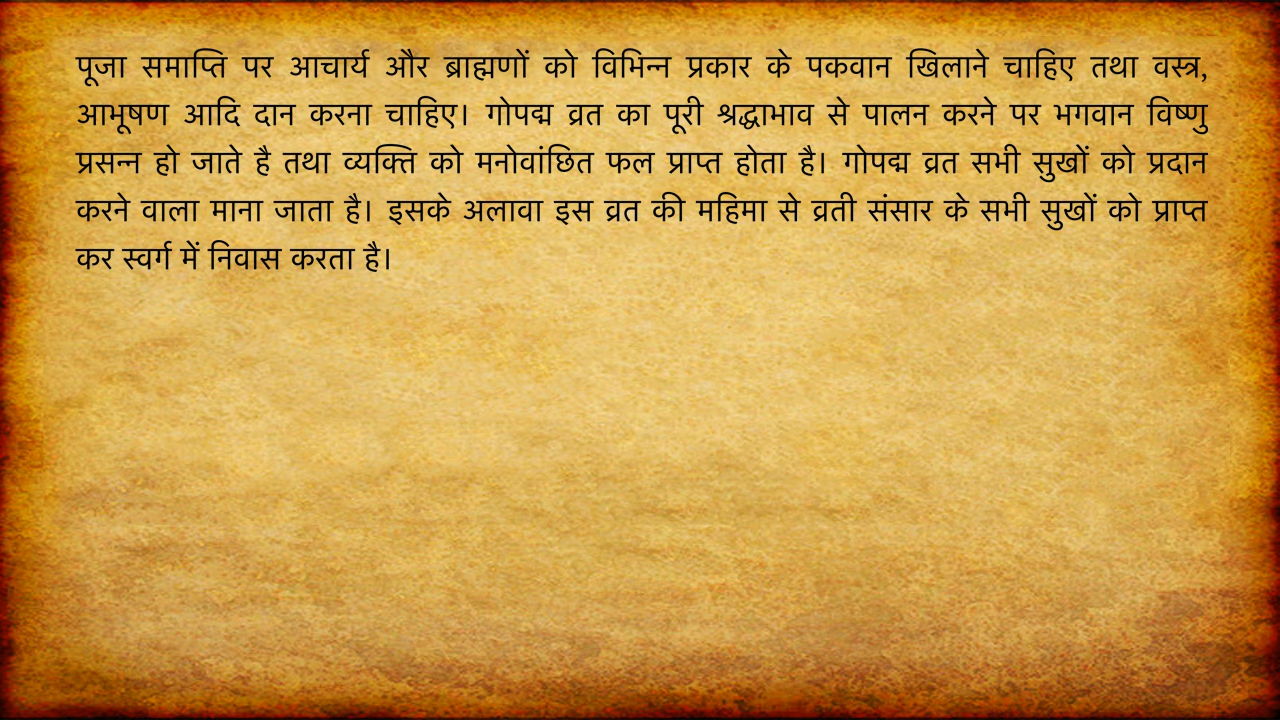 पूजा समाप्ति पर आचार्य और ब्राह्मणों को विभिन्न प्रकार के पकवान खिलाने चाहिए तथा वस्त्र,
आभूषण आदि दान करना चाहिए। गोपद्म व्रत का पूरी श्रद्धाभाव से पालन करने पर भगवान विष्णु
प्रसन्न हो जाते है तथा व्यक्ति को मनोवांछित फल प्राप्त होता है। गोपद्म व्रत सभी सुखों को प्रदान
करने वाला माना जाता है। इसके अलावा इस व्रत की महिमा से व्रती संसार के सभी सुखों को प्राप्त
कर स्वर्ग में निवास करता है।